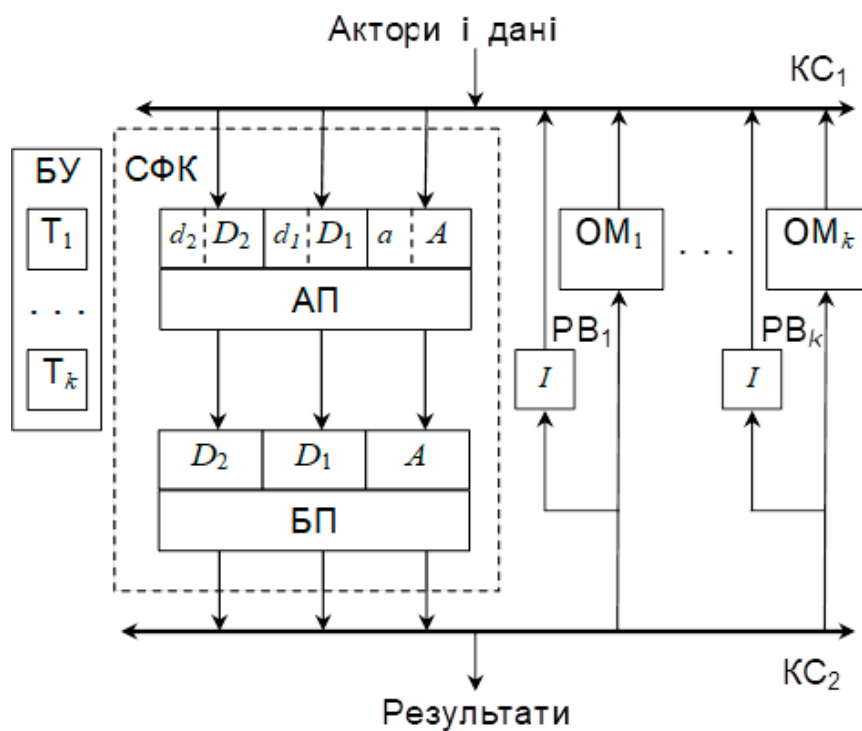 Актори і дані
КС₁
БУ
СФК
T₁
. . .
Tₖ
d₂ D₂ d₁ D₁ a A
АП
D₂ D₁ A
БП
ОМ₁ . . . ОМₖ
РВ₁ РВₖ
I I
КС₂
Результати